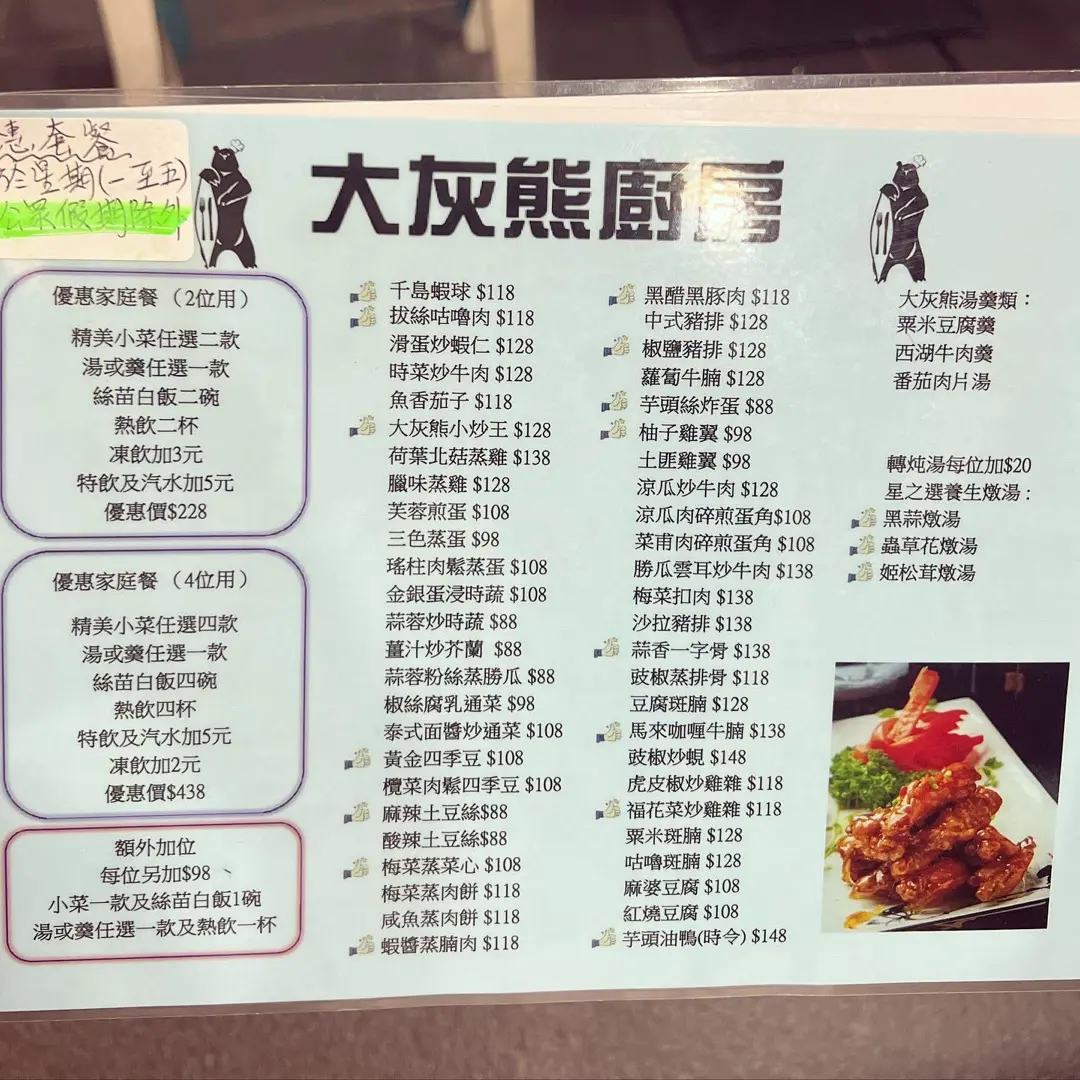 惠套餐
於星期(一至五)
公眾假期除外
大灰熊廚房
優惠家庭餐（2位用）
精美小菜任選二款
湯或羹任選一款
絲苗白飯二碗
熱飲二杯
凍飲加3元
特飲及汽水加5元
優惠價$228
優惠家庭餐（4位用）
精美小菜任選四款
湯或羹任選一款
絲苗白飯四碗
熱飲四杯
特飲及汽水加5元
凍飲加2元
優惠價$438
額外加位
每位另加$98、
小菜一款及絲苗白飯1碗
湯或羹任選一款及熱飲一杯
千島蝦球 $118
拔絲咕嚕肉 $118
滑蛋炒蝦仁 $128
時菜炒牛肉 $128
魚香茄子 $118
大灰熊小炒王 $128
荷葉北菇蒸雞 $138
臘味蒸雞 $128
芙蓉煎蛋 $108
三色蒸蛋 $98
瑤柱肉鬆蒸蛋 $108
金銀蛋浸時蔬 $108
蒜蓉炒時蔬 $88
薑汁炒芥蘭 $88
蒜蓉粉絲蒸勝瓜 $88
椒絲腐乳通菜 $98
泰式面醬炒通菜 $108
黃金四季豆 $108
欖菜肉鬆四季豆 $108
麻辣土豆絲$88
酸辣土豆絲$88
梅菜蒸菜心 $108
梅菜蒸肉餅 $118
咸魚蒸肉餅 $118
蝦醬蒸腩肉 $118
黑醋黑豚肉 $118
中式豬排 $128
椒鹽豬排 $128
蘿蔔牛腩 $128
芋頭絲炸蛋 $88
柚子雞翼 $98
土匪雞翼 $98
涼瓜炒牛肉 $128
涼瓜肉碎煎蛋角$108
菜甫肉碎煎蛋角 $108
勝瓜雲耳炒牛肉 $138
梅菜扣肉 $138
沙拉豬排 $138
蒜香一字骨 $138
豉椒蒸排骨 $118
豆腐斑腩 $128
馬來咖喱牛腩 $138
豉椒炒蜆 $148
虎皮椒炒雞雜 $118
福花菜炒雞雜 $118
粟米斑腩 $128
咕嚕斑腩 $128
麻婆豆腐 $108
紅燒豆腐 $108
芋頭油鴨(時令) $148
大灰熊湯羹類：
粟米豆腐羹
西湖牛肉羹
番茄肉片湯
轉炖湯每位加$20
星之選養生燉湯：
黑蒜燉湯
蟲草花燉湯
姬松茸燉湯